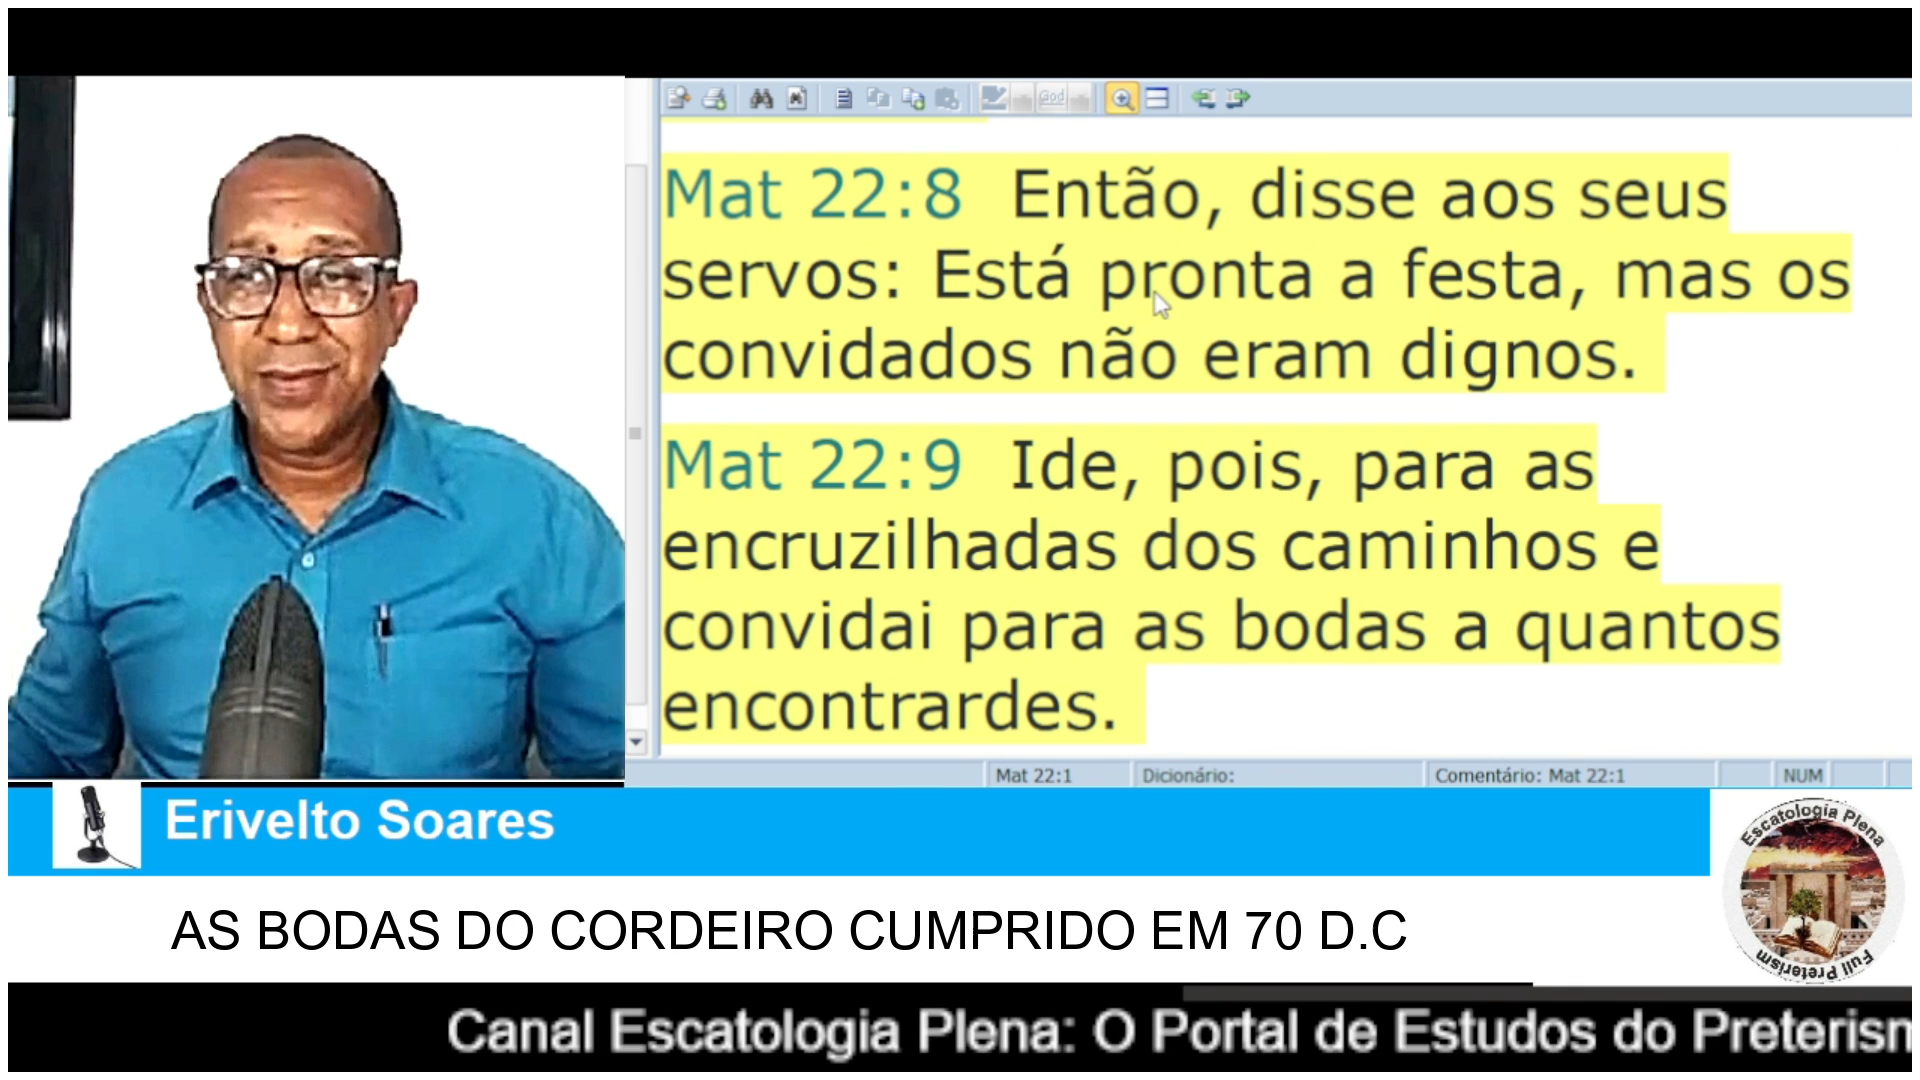 God
Mat 22:8 Então, disse aos seus
servos: Está pronta a festa, mas os
convidados não eram dignos.
Mat 22:9 Ide, pois, para as
encruzilhadas dos caminhos e
convidai para as bodas a quantos
encontrardes.
Mat 22:1 Dicionário: Comentário: Mat 22:1 NUM
Erivelto Soares
Escatologia Plena
Full Preterism
AS BODAS DO CORDEIRO CUMPRIDO EM 70 D.C
Canal Escatologia Plena: O Portal de Estudos do Preterism